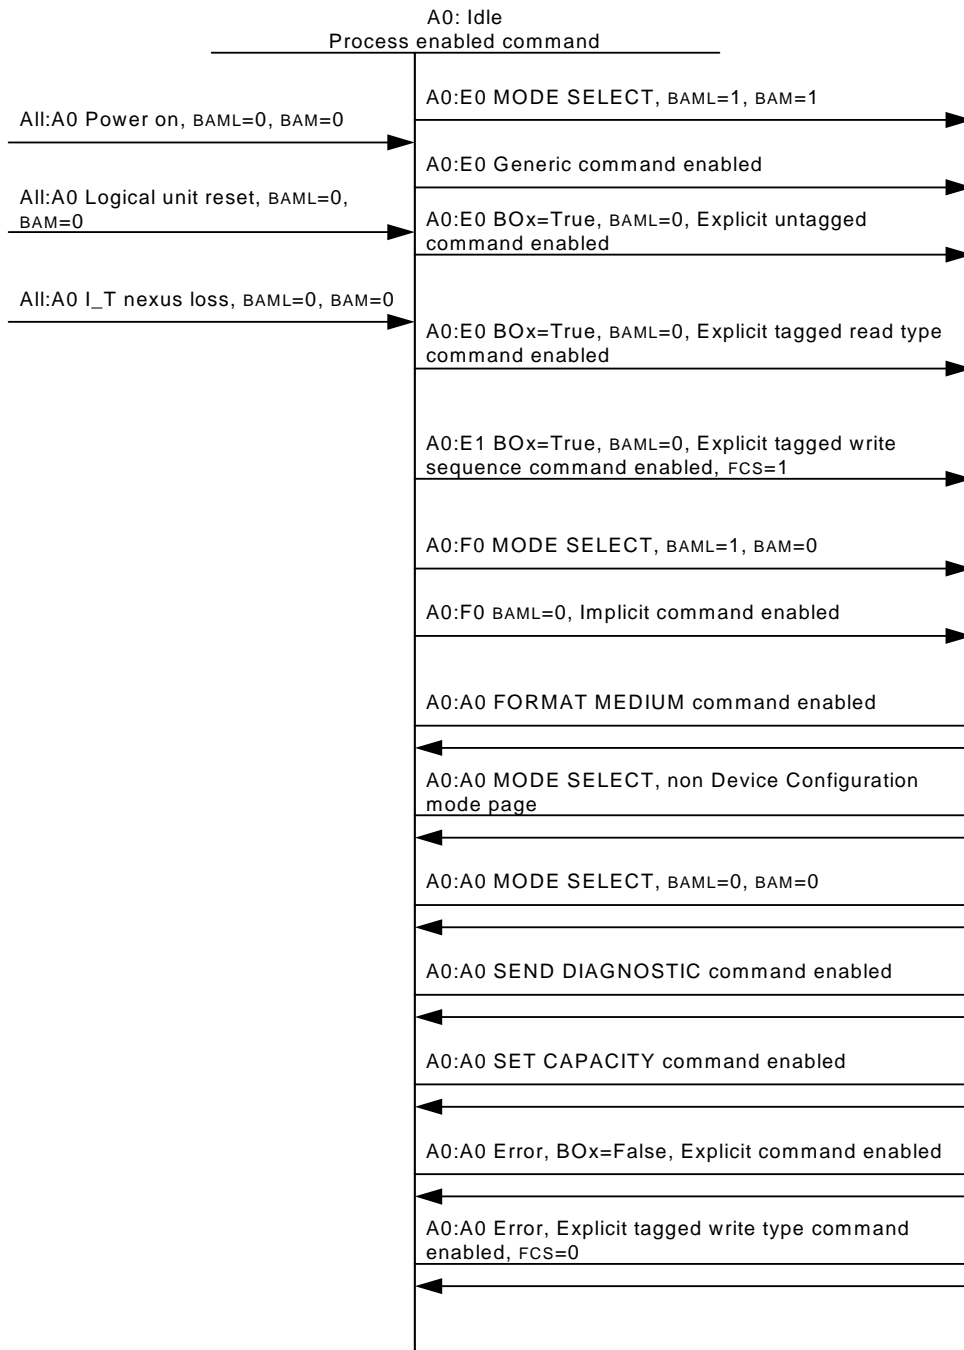 A0: Idle
Process enabled command
All:A0 Power on, BAML=0, BAM=0
All:A0 Logical unit reset, BAML=0,
BAM=0
All:A0 I_T nexus loss, BAML=0, BAM=0
A0:E0 MODE SELECT, BAML=1, BAM=1
A0:E0 Generic command enabled
A0:E0 BOx=True, BAML=0, Explicit untagged
command enabled
A0:E0 BOx=True, BAML=0, Explicit tagged read type
command enabled
A0:E1 BOx=True, BAML=0, Explicit tagged write
sequence command enabled, FCS=1
A0:F0 MODE SELECT, BAML=1, BAM=0
A0:F0 BAML=0, Implicit command enabled
A0:A0 FORMAT MEDIUM command enabled
A0:A0 MODE SELECT, non Device Configuration
mode page
A0:A0 MODE SELECT, BAML=0, BAM=0
A0:A0 SEND DIAGNOSTIC command enabled
A0:A0 SET CAPACITY command enabled
A0:A0 Error, BOx=False, Explicit command enabled
A0:A0 Error, Explicit tagged write type command
enabled, FCS=0